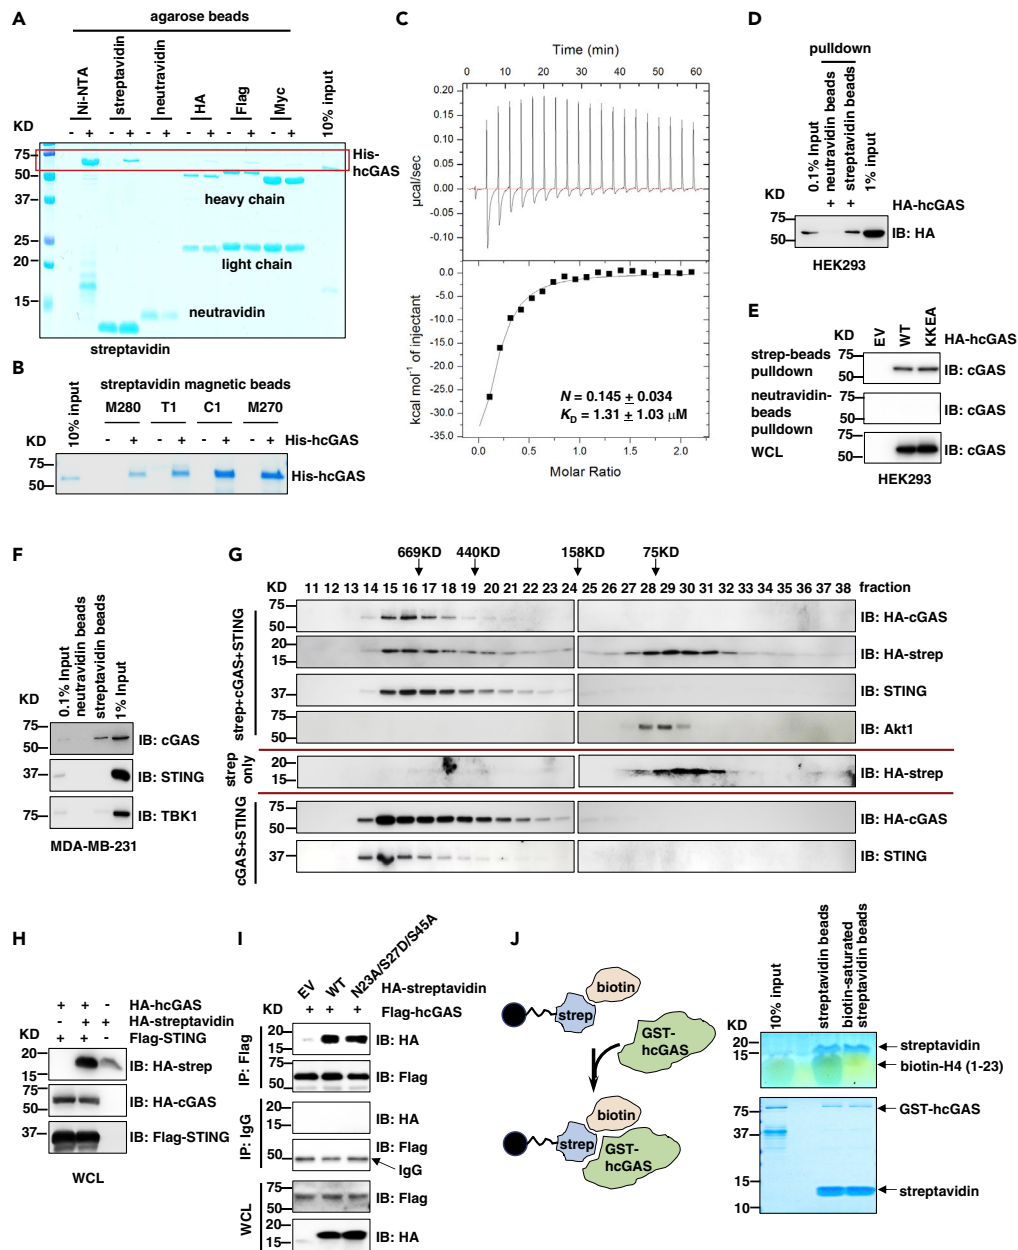 A
agarose beads
Ni-NTA
streptavidin
neutravidin
HA
Flag
Myc
10% input
KD
- + - + - + - + - + - +
75
50
37
25
20
15
His-
hcGAS
heavy chain
light chain
neutravidin
streptavidin
B
10% input
streptavidin magnetic beads
M280 T1 C1 M270
KD
- + - + - + - +
His-hcGAS
75
50
His-hcGAS
C
Time (min)
0 10 20 30 40 50 60
0.20
0.15
0.10
0.05
0.00
-0.05
-0.10
µcal/sec
0.0
-5.0
-10.0
-15.0
-20.0
-25.0
-30.0
-35.0
kcal mol-1 of injectant
N = 0.145 ± 0.034
KD = 1.31 ± 1.03 µM
0.0 0.5 1.0 1.5 2.0
Molar Ratio
D
pulldown
0.1% Input
neutravidin beads
streptavidin beads
1% input
KD
+ +
HA-hcGAS
75
50
IB: HA
HEK293
E
EV
WT
KKEA
KD
HA-hcGAS
strep-beads
pulldown
75
50
IB: cGAS
neutravidin-
beads
pulldown
75
50
IB: cGAS
WCL
75
50
IB: cGAS
HEK293
F
0.1% Input
neutravidin beads
streptavidin beads
1% Input
KD
75
50
IB: cGAS
37
IB: STING
75
IB: TBK1
MDA-MB-231
G
669KD 440KD 158KD 75KD
KD 11 12 13 14 15 16 17 18 19 20 21 22 23 24 25 26 27 28 29 30 31 32 33 34 35 36 37 38 fraction
strep+cGAS+STING
75
50
IB: HA-cGAS
20
15
IB: HA-strep
37
IB: STING
75
50
IB: Akt1
strep
only
20
15
IB: HA-strep
cGAS+STING
75
50
IB: HA-cGAS
37
IB: STING
H
HA-hcGAS + + -
HA-streptavidin - + +
Flag-STING + + -
KD
20
15
IB: HA-strep
75
50
IB: HA-cGAS
37
IB: Flag-STING
WCL
I
EV
WT
N23A/S27D/S45A
HA-streptavidin
KD
+ + +
Flag-hcGAS
IP: Flag
20
15
IB: HA
75
50
IB: Flag
IP: IgG
20
15
IB: HA
50
IB: Flag
IgG
WCL
75
50
IB: Flag
20
15
IB: HA
J
biotin
strep
GST-
hcGAS
biotin
strep
GST-
hcGAS
10% input
streptavidin beads
biotin-saturated
streptavidin beads
KD
20
15
streptavidin
biotin-H4 (1-23)
75
37
15
10
GST-hcGAS
streptavidin